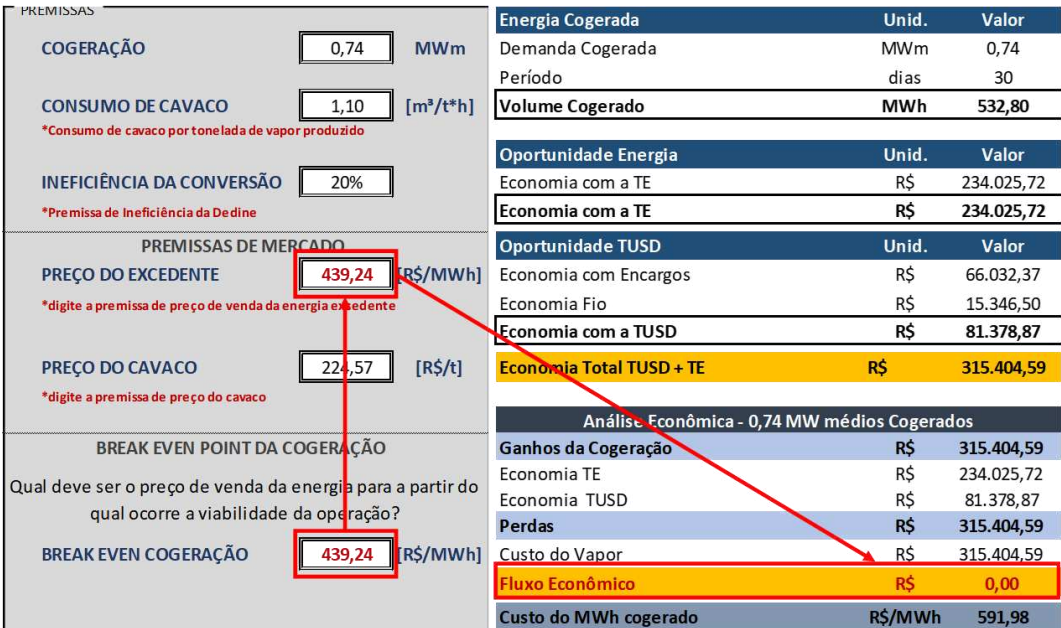 PREMISSAS
COGERAÇÃO 0,74 MWm
CONSUMO DE CAVACO 1,10 [m³/t*h]
*Consumo de cavaco por tonelada de vapor produzido
INEFICIÊNCIA DA CONVERSÃO 20%
*Premissa de Ineficiência da Dedine
PREMISSAS DE MERCADO
PREÇO DO EXCEDENTE 439,24 [R$/MWh]
*digite a premissa de preço de venda da energia excedente
PREÇO DO CAVACO 224,57 [R$/t]
*digite a premissa de preço do cavaco
BREAK EVEN POINT DA COGERAÇÃO
Qual deve ser o preço de venda da energia para a partir do
qual ocorre a viabilidade da operação?
BREAK EVEN COGERAÇÃO 439,24 [R$/MWh]
Energia Cogerada Unid. Valor
Demanda Cogerada MWm 0,74
Período dias 30
Volume Cogerado MWh 532,80
Oportunidade Energia Unid. Valor
Economia com a TE R$ 234.025,72
Economia com a TE R$ 234.025,72
Oportunidade TUSD Unid. Valor
Economia com Encargos R$ 66.032,37
Economia Fio R$ 15.346,50
Economia com a TUSD R$ 81.378,87
Economia Total TUSD + TE R$ 315.404,59
Análise Econômica - 0,74 MW médios Cogerados
Ganhos da Cogeração R$ 315.404,59
Economia TE R$ 234.025,72
Economia TUSD R$ 81.378,87
Perdas R$ 315.404,59
Custo do Vapor R$ 315.404,59
Fluxo Econômico R$ 0,00
Custo do MWh cogerado R$/MWh 591,98